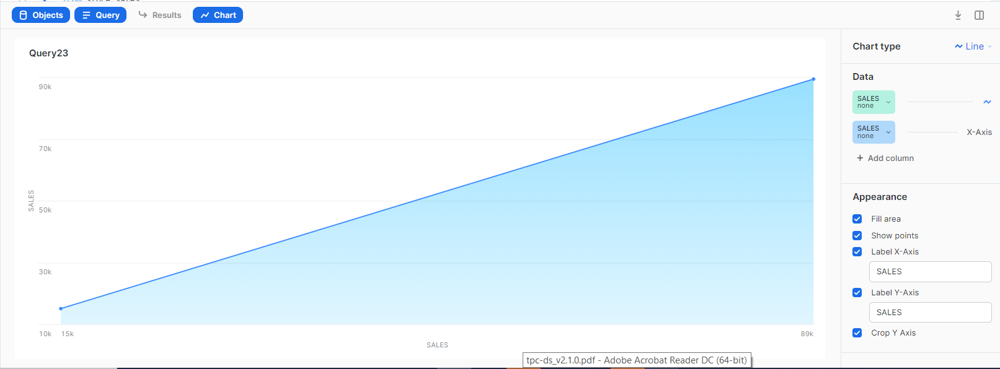 Objects Query Results Chart
Query23
90k
70k
50k
30k
10k 15k 89k
SALES
SALES
Chart type Line
Data
SALES
none
SALES
none X-Axis
+ Add column
Appearance
Fill area
Show points
Label X-Axis
SALES
Label Y-Axis
SALES
Crop Y Axis
tpc-ds_v2.1.0.pdf - Adobe Acrobat Reader DC (64-bit)